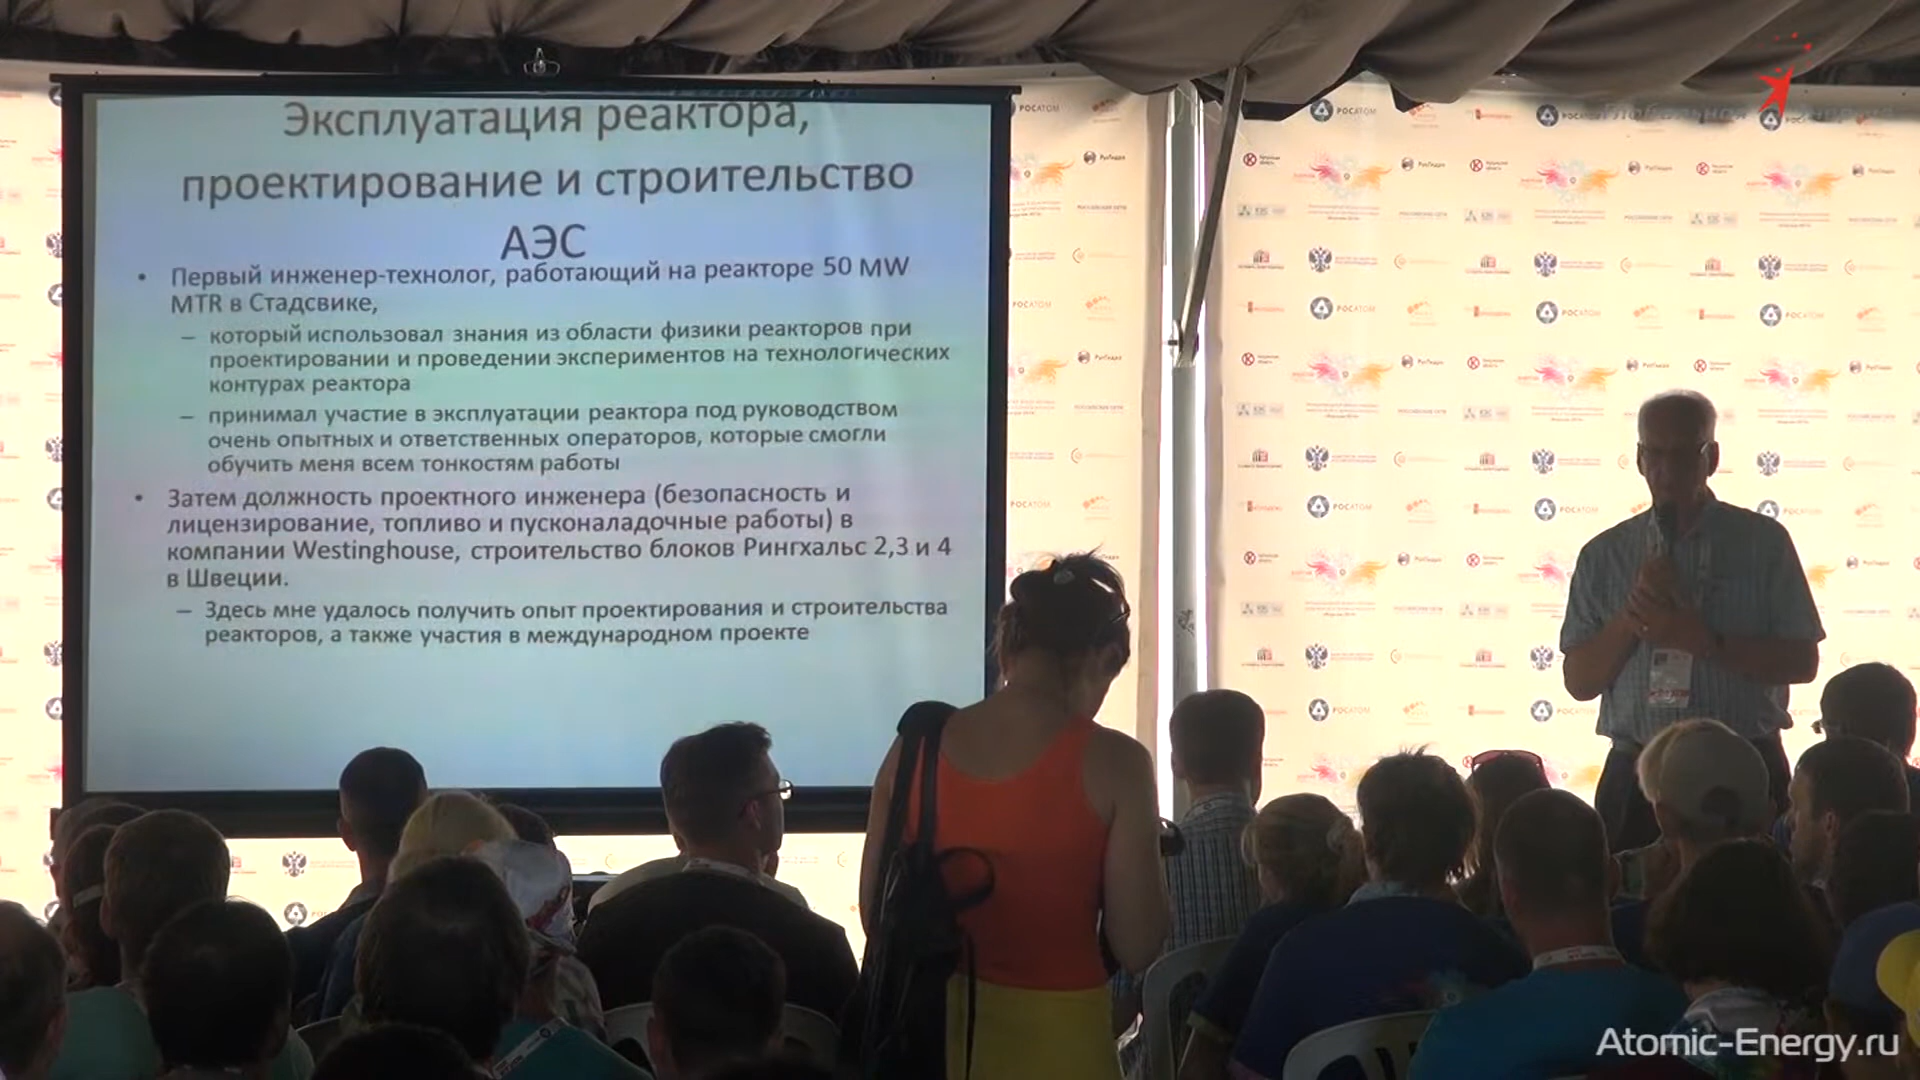 Эксплуатация реактора,
проектирование и строительство
АЭС
• Первый инженер-технолог, работающий на реакторе 50 MW
MTR в Стадсвике,
– который использовал знания из области физики реакторов при
проектировании и проведении экспериментов на технологических
контурах реактора
– принимал участие в эксплуатации реактора под руководством
очень опытных и ответственных операторов, которые смогли
обучить меня всем тонкостям работы
• Затем должность проектного инженера (безопасность и
лицензирование, топливо и пусконаладочные работы) в
компании Westinghouse, строительство блоков Рингхальс 2,3 и 4
в Швеции.
– Здесь мне удалось получить опыт проектирования и строительства
реакторов, а также участия в международном проекте
РОСАТОМ
РусГидро
РОССИЙСКИЕ СЕТИ
Atomic-Energy.ru